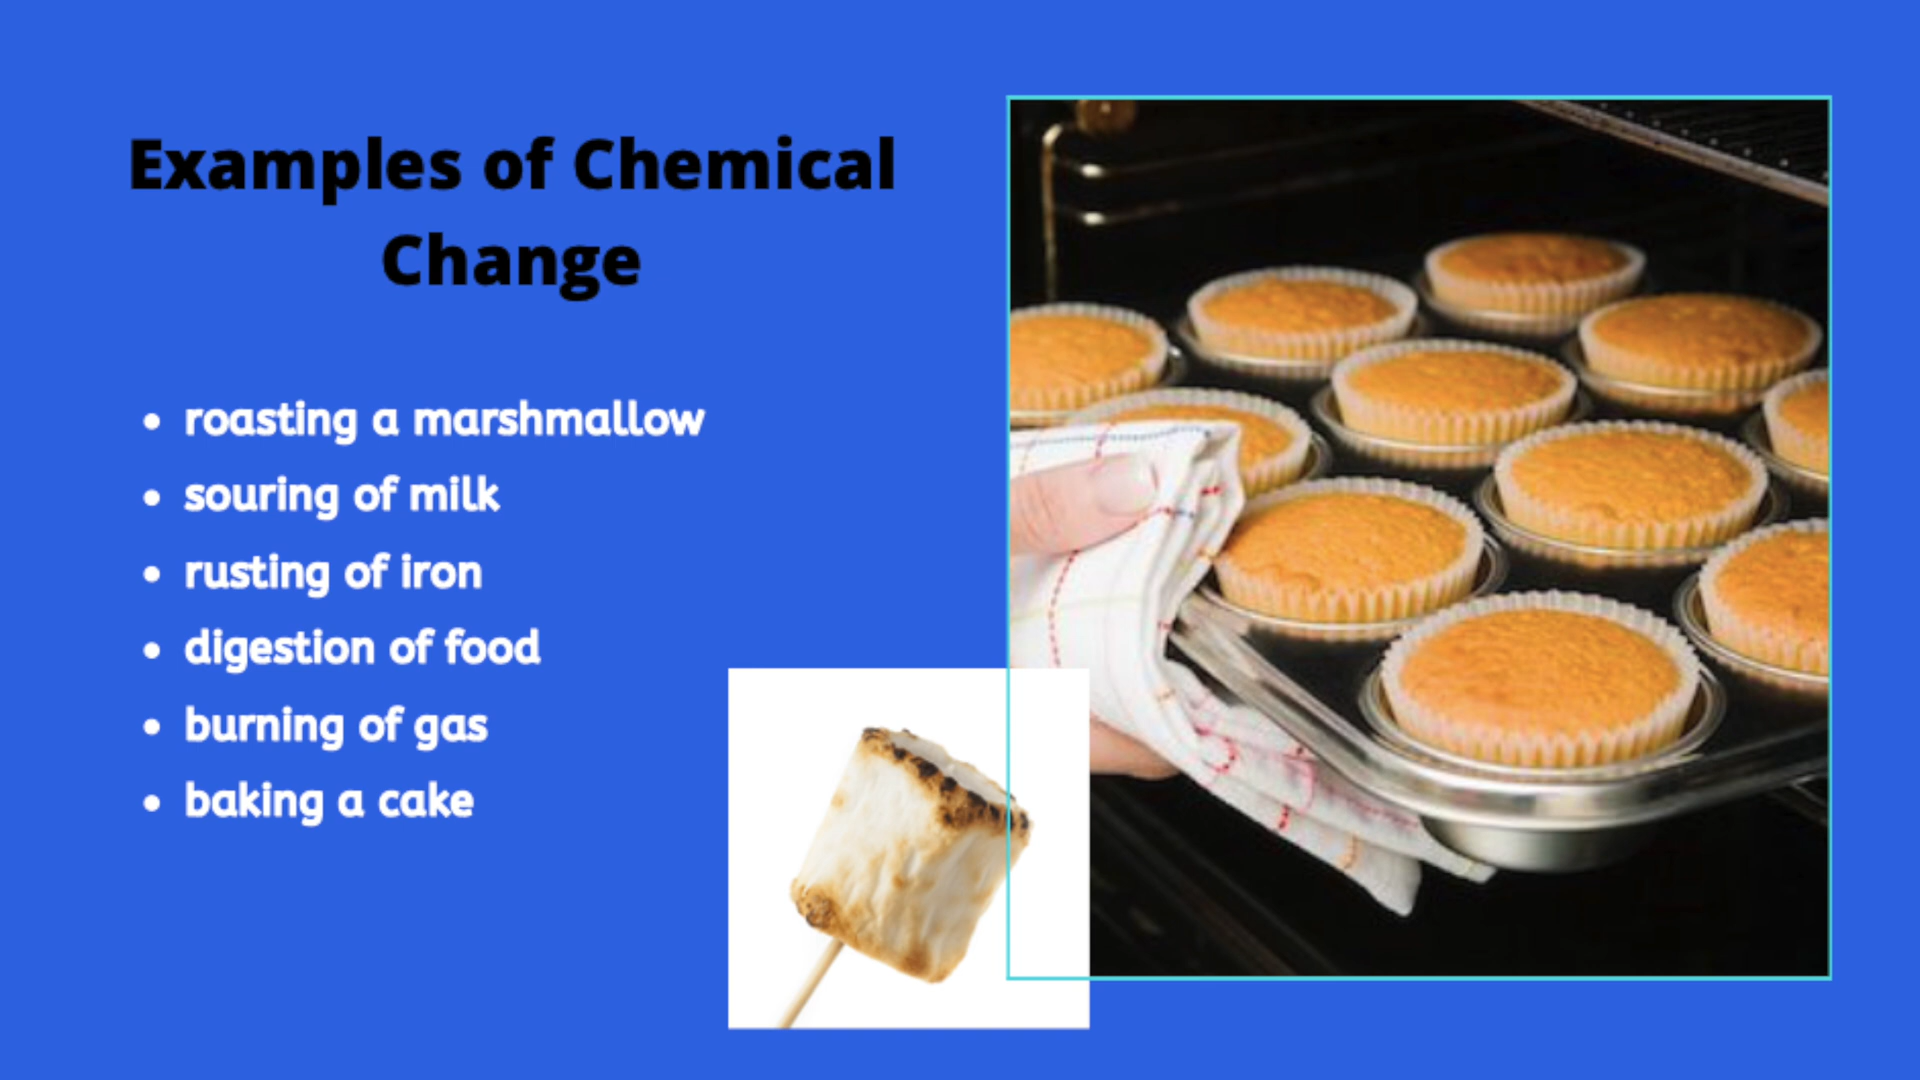 Examples of Chemical
Change
• roasting a marshmallow
• souring of milk
• rusting of iron
• digestion of food
• burning of gas
• baking a cake